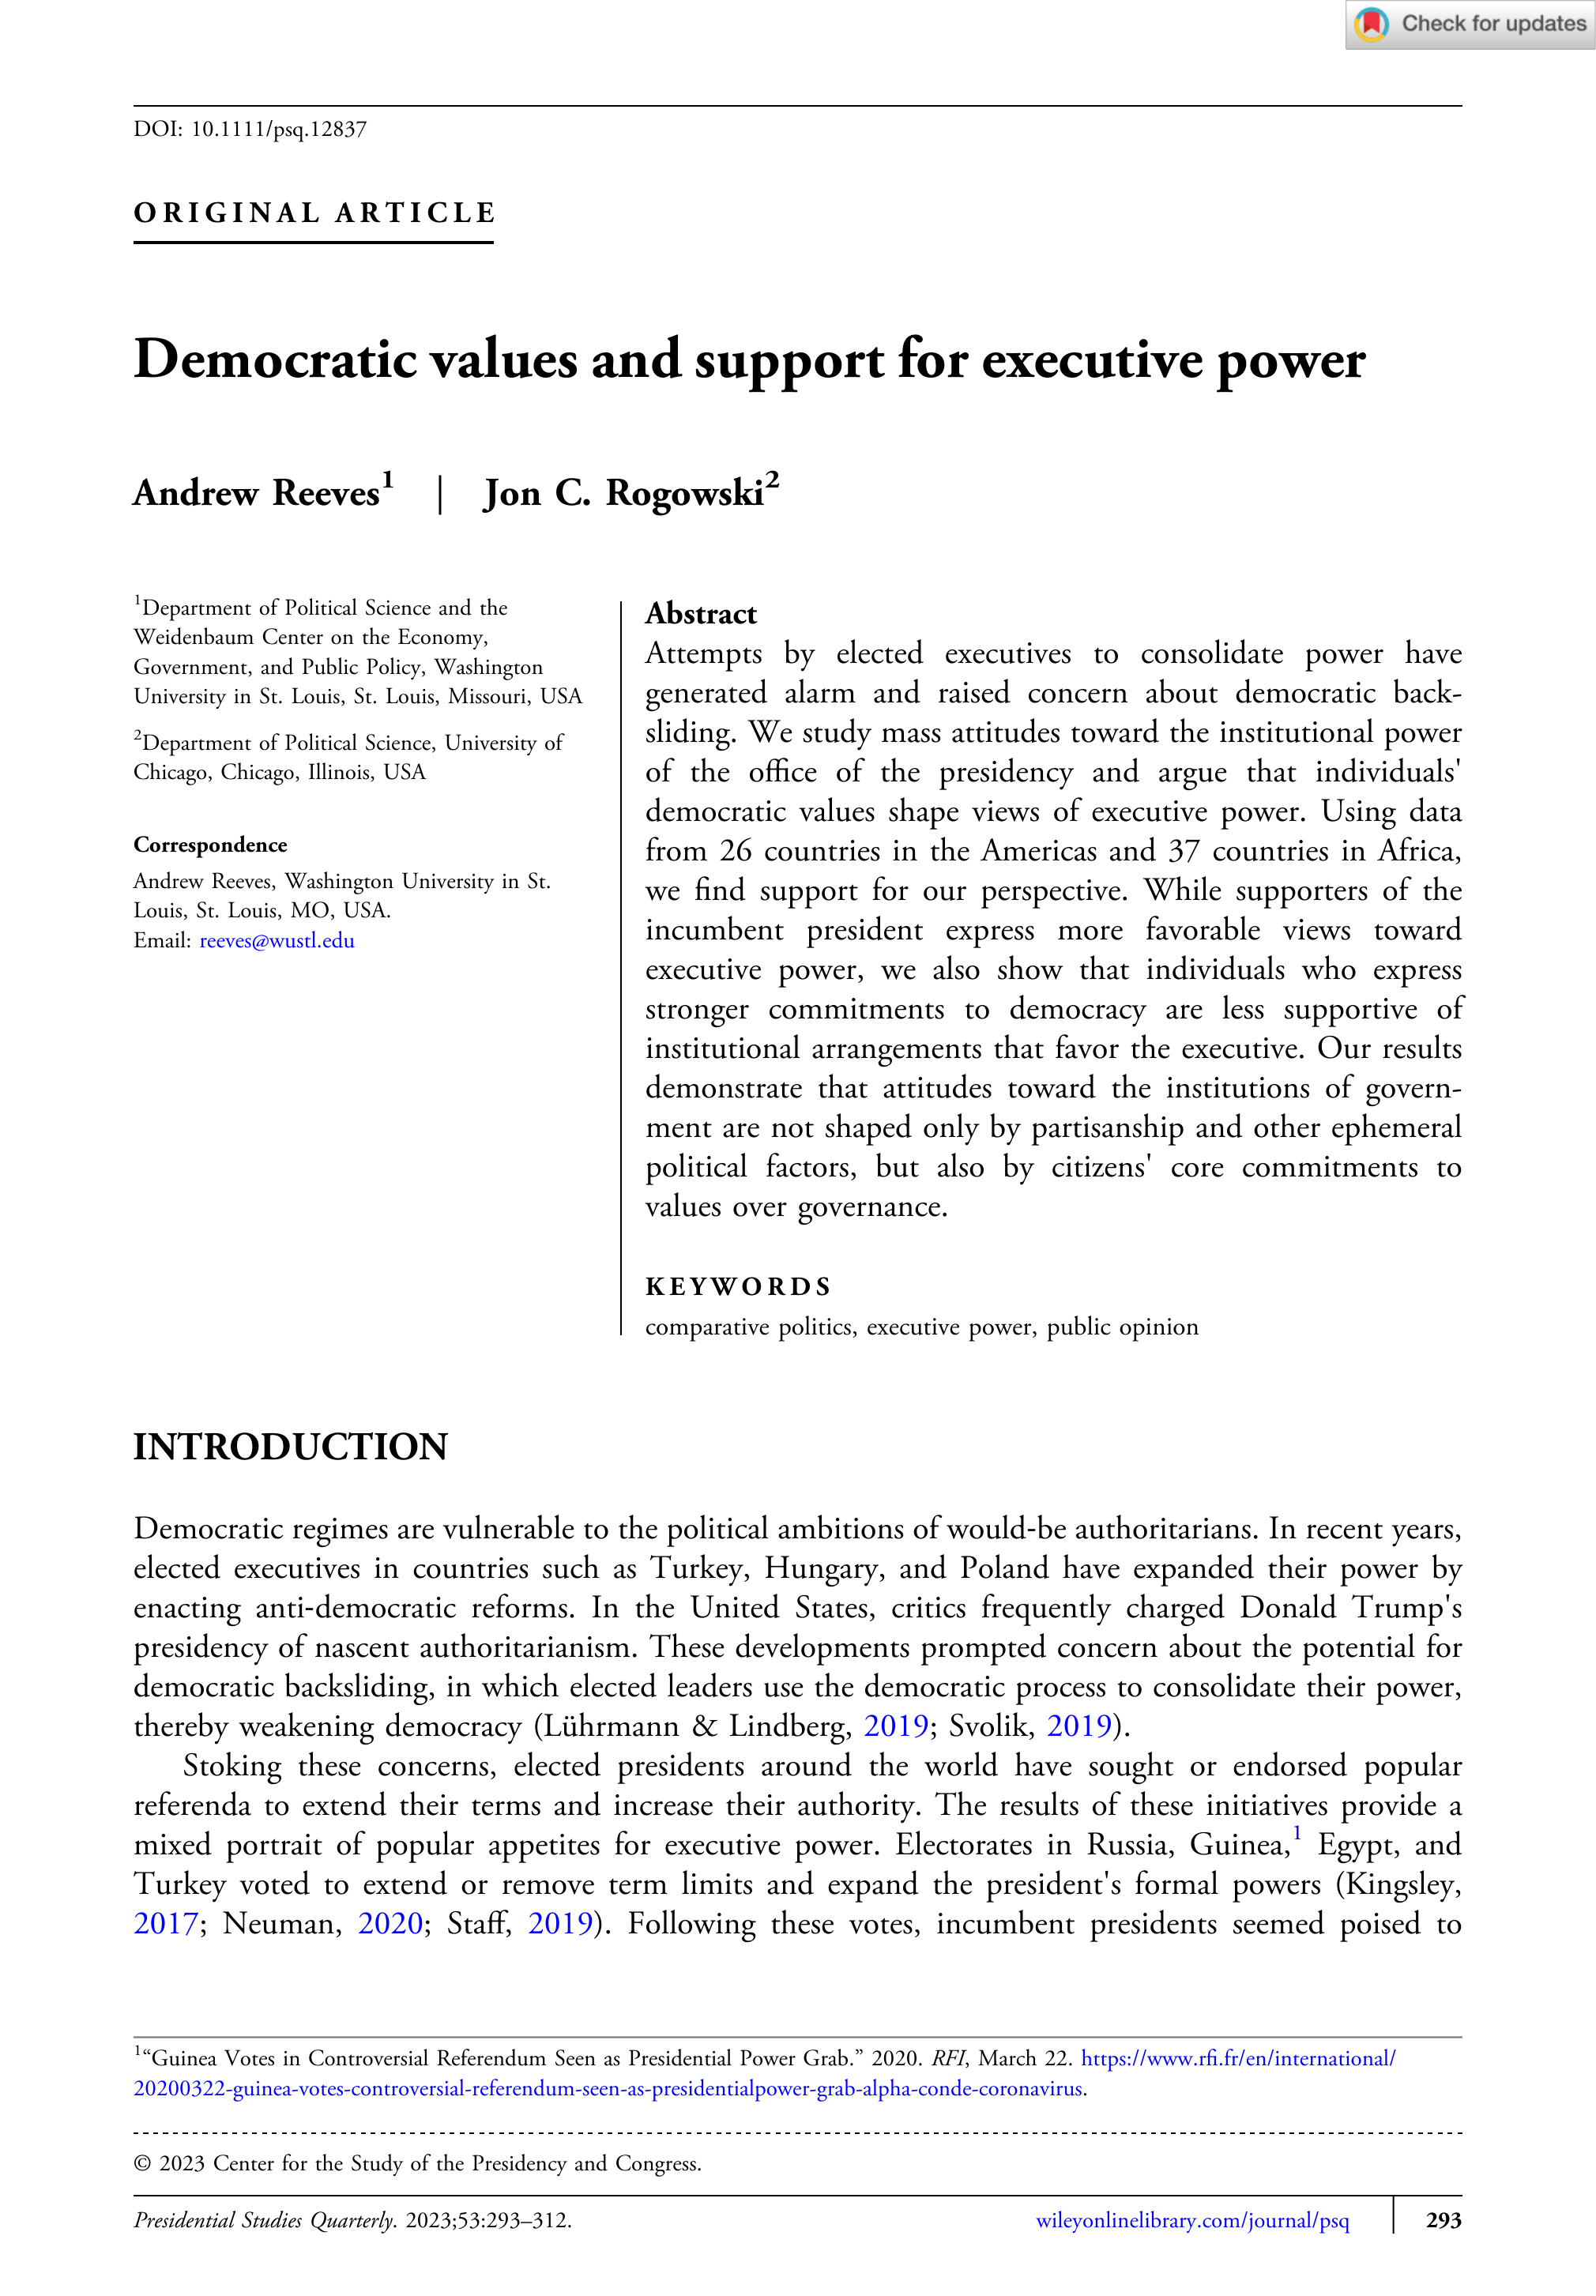 Check for updates
DOI: 10.1111/psq.12837
ORIGINAL ARTICLE
Democratic values and support for executive power
Andrew Reeves1 | Jon C. Rogowski2
1Department of Political Science and the
Weidenbaum Center on the Economy,
Government, and Public Policy, Washington
University in St. Louis, St. Louis, Missouri, USA
2Department of Political Science, University of
Chicago, Chicago, Illinois, USA
Correspondence
Andrew Reeves, Washington University in St.
Louis, St. Louis, MO, USA.
Email: reeves@wustl.edu
Abstract
Attempts by elected executives to consolidate power have
generated alarm and raised concern about democratic back-
sliding. We study mass attitudes toward the institutional power
of the office of the presidency and argue that individuals'
democratic values shape views of executive power. Using data
from 26 countries in the Americas and 37 countries in Africa,
we find support for our perspective. While supporters of the
incumbent president express more favorable views toward
executive power, we also show that individuals who express
stronger commitments to democracy are less supportive of
institutional arrangements that favor the executive. Our results
demonstrate that attitudes toward the institutions of govern-
ment are not shaped only by partisanship and other ephemeral
political factors, but also by citizens' core commitments to
values over governance.
KEYWORDS
comparative politics, executive power, public opinion
INTRODUCTION
Democratic regimes are vulnerable to the political ambitions of would-be authoritarians. In recent years,
elected executives in countries such as Turkey, Hungary, and Poland have expanded their power by
enacting anti-democratic reforms. In the United States, critics frequently charged Donald Trump's
presidency of nascent authoritarianism. These developments prompted concern about the potential for
democratic backsliding, in which elected leaders use the democratic process to consolidate their power,
thereby weakening democracy (Lührmann & Lindberg, 2019; Svolik, 2019).
Stoking these concerns, elected presidents around the world have sought or endorsed popular
referenda to extend their terms and increase their authority. The results of these initiatives provide a
mixed portrait of popular appetites for executive power. Electorates in Russia, Guinea,1 Egypt, and
Turkey voted to extend or remove term limits and expand the president's formal powers (Kingsley,
2017; Neuman, 2020; Staff, 2019). Following these votes, incumbent presidents seemed poised to
1“Guinea Votes in Controversial Referendum Seen as Presidential Power Grab.” 2020. RFI, March 22. https://www.rfi.fr/en/international/
20200322-guinea-votes-controversial-referendum-seen-as-presidentialpower-grab-alpha-conde-coronavirus.
© 2023 Center for the Study of the Presidency and Congress.
Presidential Studies Quarterly. 2023;53:293–312.
wileyonlinelibrary.com/journal/psq | 293